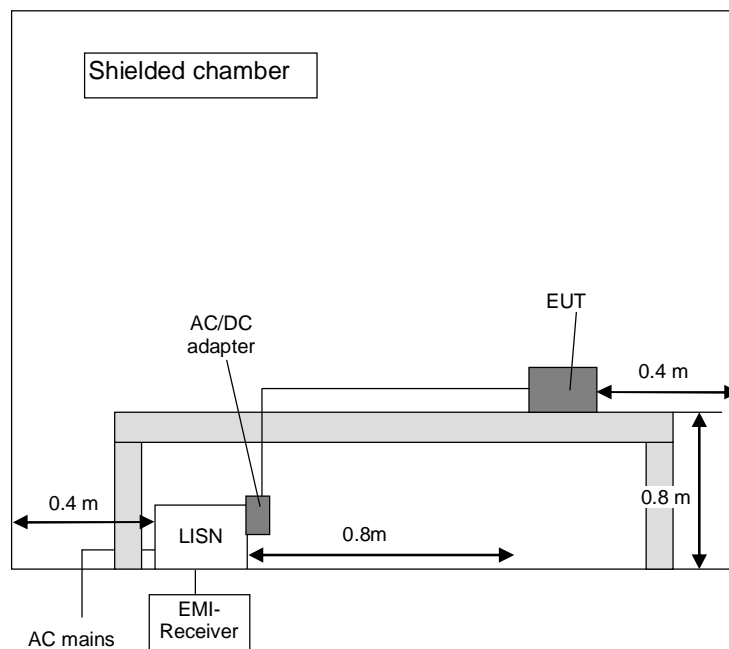 Shielded chamber
EUT
AC/DC
adapter
0.4 m
0.4 m
0.8 m
LISN
0.8m
EMI-
Receiver
AC mains